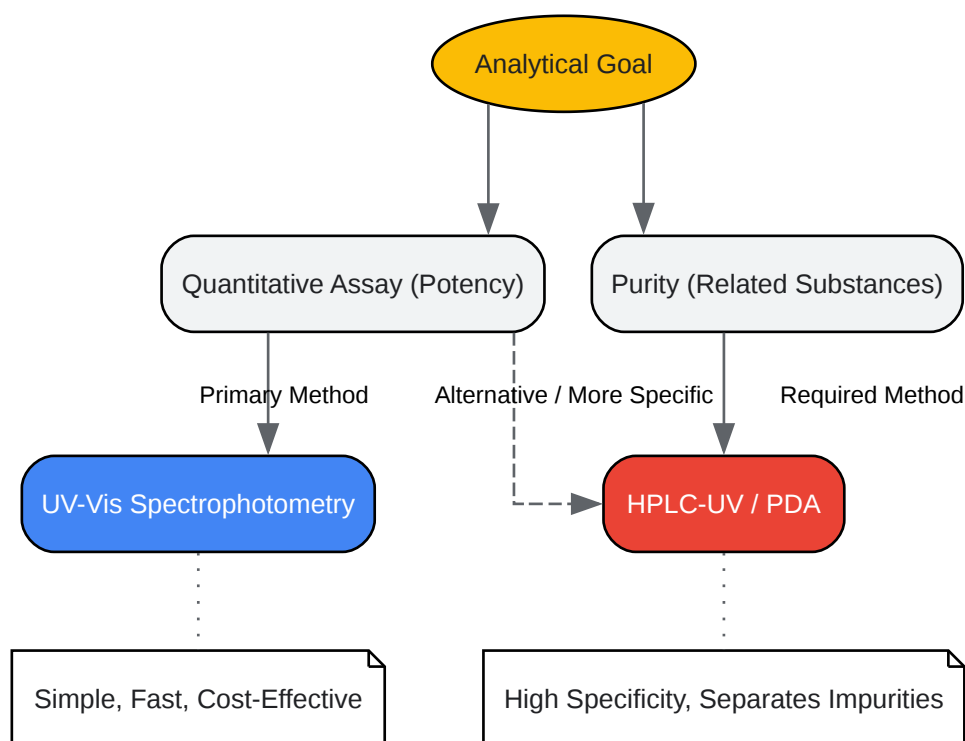 Analytical Goal
Quantitative Assay (Potency)
Purity (Related Substances)
Primary Method
Alternative / More Specific
Required Method
UV-Vis Spectrophotometry
HPLC-UV / PDA
Simple, Fast, Cost-Effective
High Specificity, Separates Impurities